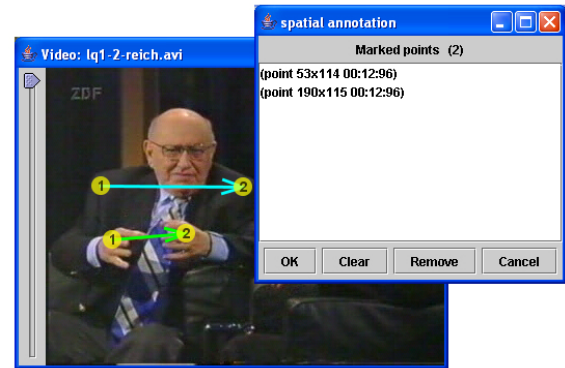 spatial annotation
Marked points (2)
(point 53x114 00:12:96)
(point 190x115 00:12:96)
OK Clear Remove Cancel
Video: lq1-2-reich.avi
ZDF
1 2
1 2